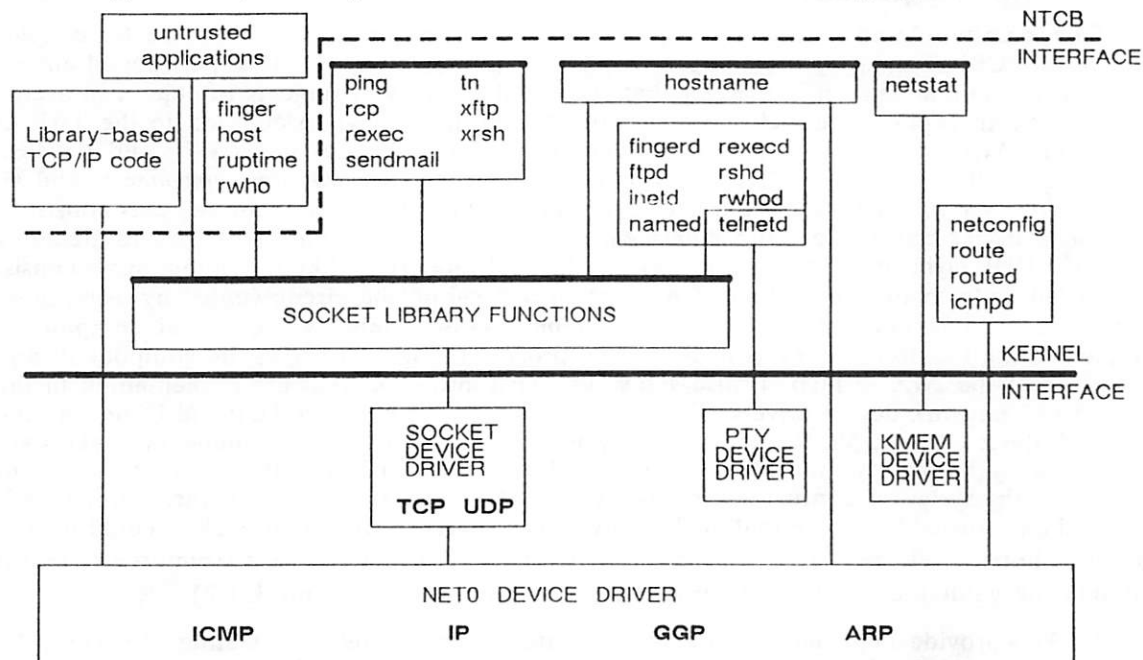 NTCB
INTERFACE
untrusted
applications
Library-based
TCP/IP code
finger
host
ruptime
rwho
ping tn
rcp xftp
rexec xrsh
sendmail
hostname
netstat
fingerd rexecd
ftpd rshd
inetd rwhod
named telnetd
netconfig
route
routed
icmpd
SOCKET LIBRARY FUNCTIONS
KERNEL
INTERFACE
SOCKET
DEVICE
DRIVER
TCP UDP
PTY
DEVICE
DRIVER
KMEM
DEVICE
DRIVER
NET0 DEVICE DRIVER
ICMP IP GGP ARP